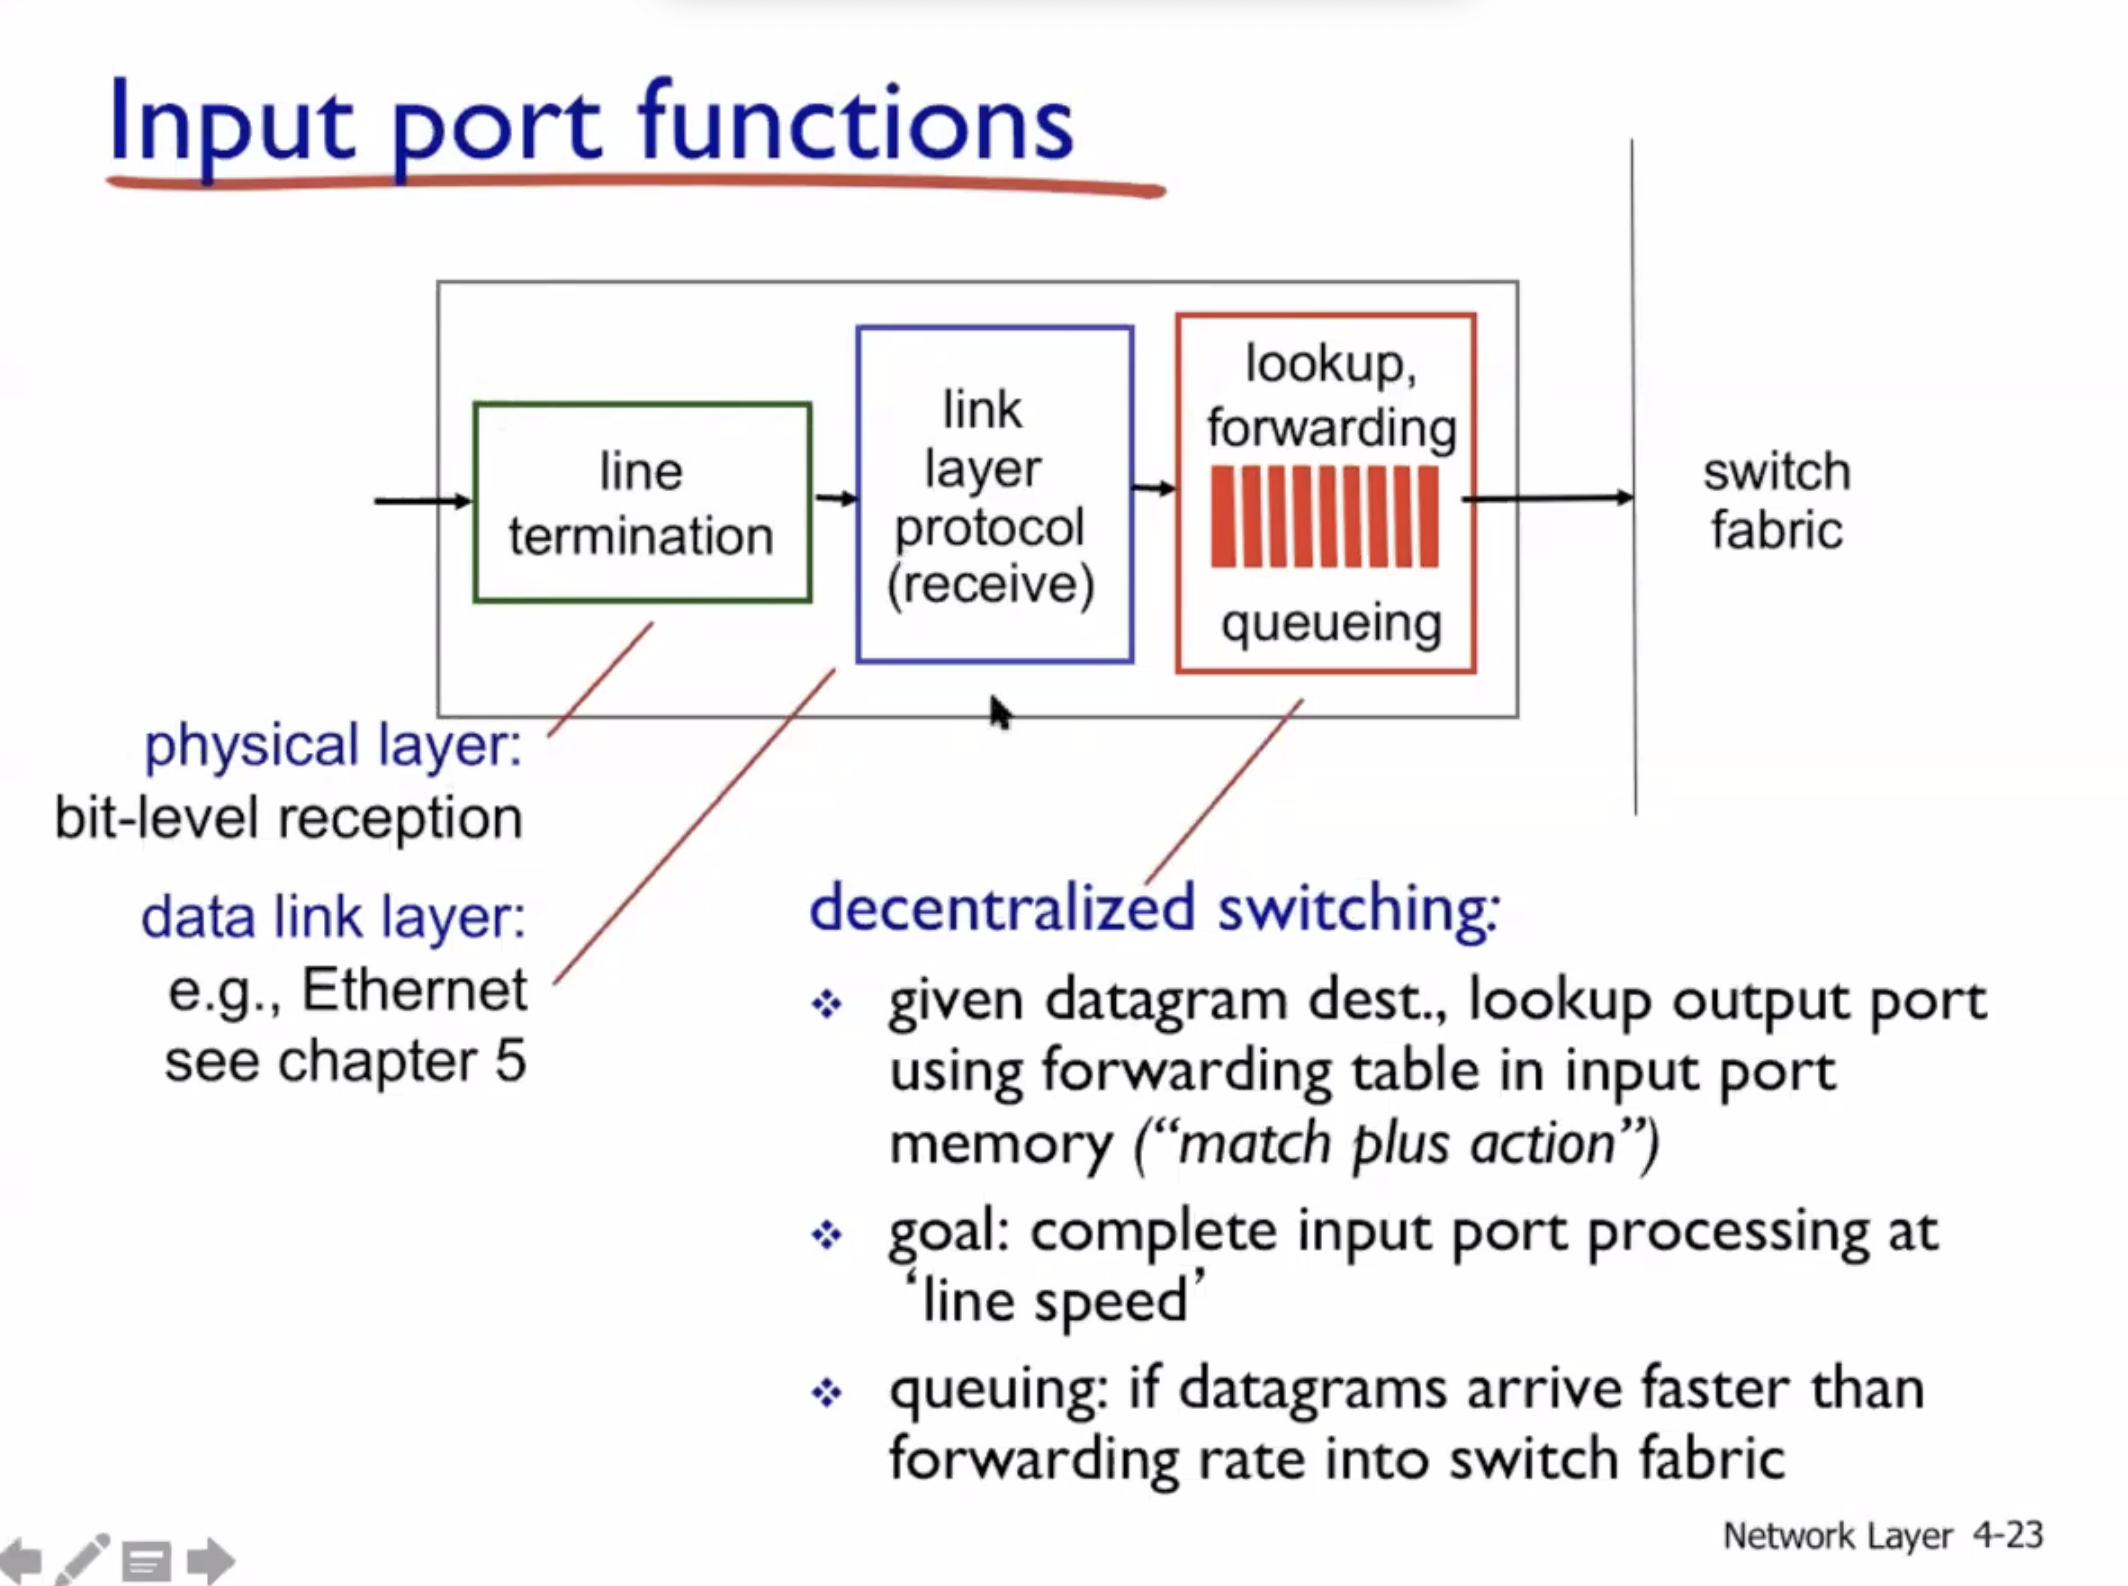 Input port functions
line
termination
link
layer
protocol
(receive)
lookup,
forwarding
queueing
switch
fabric
physical layer:
bit-level reception
data link layer:
e.g., Ethernet
see chapter 5
decentralized switching:
❖ given datagram dest., lookup output port
using forwarding table in input port
memory (“match plus action”)
❖ goal: complete input port processing at
‘line speed’
❖ queuing: if datagrams arrive faster than
forwarding rate into switch fabric
Network Layer 4-23